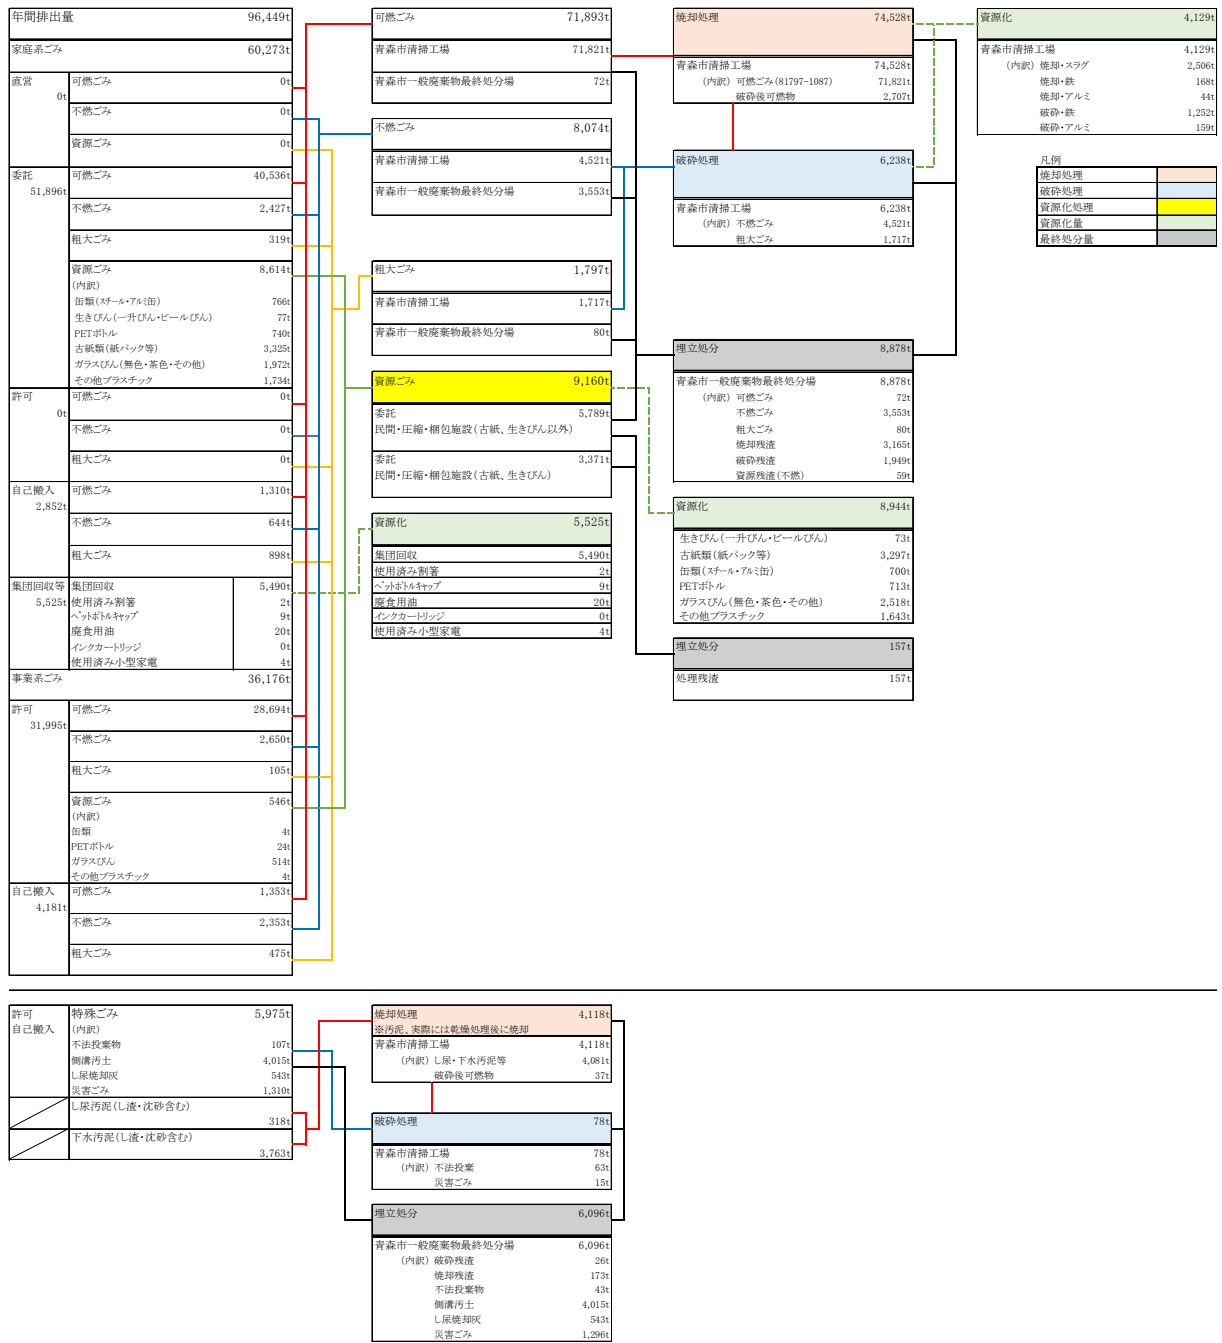 年間排出量 96,449t
家庭系ごみ 60,273t
直営 0t
可燃ごみ 0t
不燃ごみ 0t
資源ごみ 0t
委託 51,896t
可燃ごみ 40,536t
不燃ごみ 2,427t
粗大ごみ 319t
資源ごみ 8,614t
(内訳)
缶類(スチール・アルミ缶) 766t
生きびん(一升びん・ビールびん) 77t
PETボトル 740t
古紙類(紙パック等) 3,325t
ガラスびん(無色・茶色・その他) 1,972t
その他プラスチック 1,734t
許可 0t
可燃ごみ 0t
不燃ごみ 0t
粗大ごみ 0t
自己搬入 2,852t
可燃ごみ 1,310t
不燃ごみ 644t
粗大ごみ 898t
集団回収等 5,525t
集団回収 5,490t
使用済み割箸 2t
ペットボトルキャップ 9t
廃食用油 20t
インクカートリッジ 0t
使用済み小型家電 4t
事業系ごみ 36,176t
許可 31,995t
可燃ごみ 28,694t
不燃ごみ 2,650t
粗大ごみ 105t
資源ごみ 546t
(内訳)
缶類 4t
PETボトル 24t
ガラスびん 514t
その他プラスチック 4t
自己搬入 4,181t
可燃ごみ 1,353t
不燃ごみ 2,353t
粗大ごみ 475t
可燃ごみ 71,893t
青森市清掃工場 71,821t
青森市一般廃棄物最終処分場 72t
不燃ごみ 8,074t
青森市清掃工場 4,521t
青森市一般廃棄物最終処分場 3,553t
粗大ごみ 1,797t
青森市清掃工場 1,717t
青森市一般廃棄物最終処分場 80t
資源ごみ 9,160t
委託 5,789t
民間・圧縮・梱包施設(古紙、生きびん以外)
委託 3,371t
民間・圧縮・梱包施設(古紙、生きびん)
資源化 5,525t
集団回収 5,490t
使用済み割箸 2t
ペットボトルキャップ 9t
廃食用油 20t
インクカートリッジ 0t
使用済み小型家電 4t
焼却処理 74,528t
青森市清掃工場 74,528t
(内訳) 可燃ごみ(81797-1087) 71,821t
破砕後可燃物 2,707t
破砕処理 6,238t
青森市清掃工場 6,238t
(内訳) 不燃ごみ 4,521t
粗大ごみ 1,717t
埋立処分 8,878t
青森市一般廃棄物最終処分場 8,878t
(内訳) 可燃ごみ 72t
不燃ごみ 3,553t
粗大ごみ 80t
焼却残渣 3,165t
破砕残渣 1,949t
資源残渣(不燃) 59t
資源化 8,944t
生きびん(一升びん・ビールびん) 73t
古紙類(紙パック等) 3,297t
缶類(スチール・アルミ缶) 700t
PETボトル 713t
ガラスびん(無色・茶色・その他) 2,518t
その他プラスチック 1,643t
埋立処分 157t
処理残渣 157t
資源化 4,129t
青森市清掃工場 4,129t
(内訳) 焼却・スラグ 2,506t
焼却・鉄 168t
焼却・アルミ 44t
破砕・鉄 1,252t
破砕・アルミ 159t
凡例
焼却処理
破砕処理
資源化処理
資源化量
最終処分量
許可
自己搬入
特殊ごみ 5,975t
(内訳)
不法投棄物 107t
側溝汚土 4,015t
し尿焼却灰 543t
災害ごみ 1,310t
し尿汚泥(し渣・沈砂含む)
318t
下水汚泥(し渣・沈砂含む)
3,763t
焼却処理 4,118t
※汚泥、実際には乾燥処理後に焼却
青森市清掃工場 4,118t
(内訳) し尿・下水汚泥等 4,081t
破砕後可燃物 37t
破砕処理 78t
青森市清掃工場 78t
(内訳) 不法投棄 63t
災害ごみ 15t
埋立処分 6,096t
青森市一般廃棄物最終処分場 6,096t
(内訳) 破砕残渣 26t
焼却残渣 173t
不法投棄物 43t
側溝汚土 4,015t
し尿焼却灰 543t
災害ごみ 1,296t